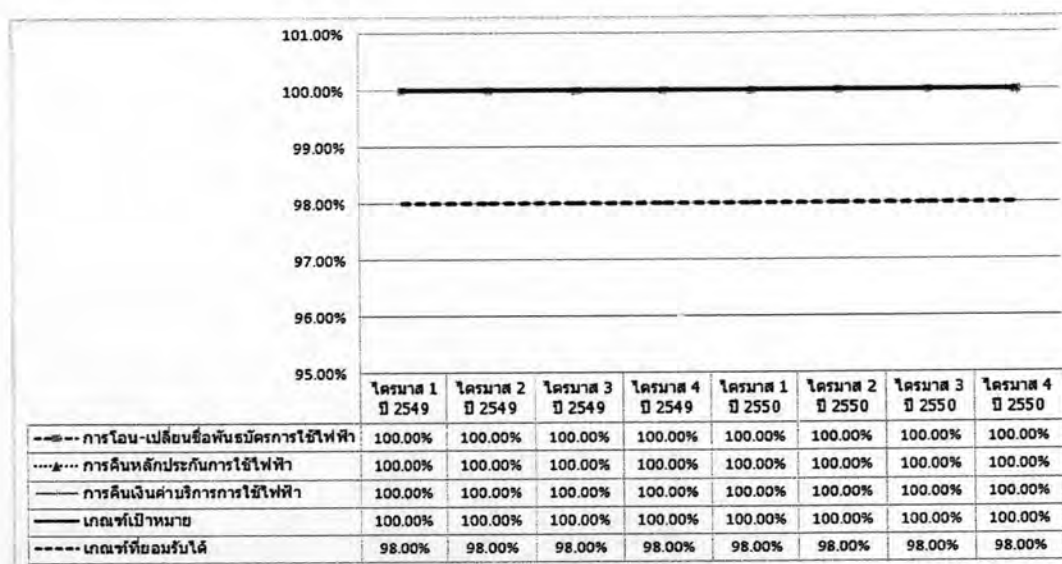 101.00%
100.00%
99.00%
98.00%
97.00%
96.00%
95.00%
ไตรมาส 1 ไตรมาส 2 ไตรมาส 3 ไตรมาส 4 ไตรมาส 1 ไตรมาส 2 ไตรมาส 3 ไตรมาส 4
ปี 2549 ปี 2549 ปี 2549 ปี 2549 ปี 2550 ปี 2550 ปี 2550 ปี 2550
การโอน-เปลี่ยนชื่อพันธบัตรการใช้ไฟฟ้า 100.00% 100.00% 100.00% 100.00% 100.00% 100.00% 100.00% 100.00%
การคืนหลักประกันการใช้ไฟฟ้า 100.00% 100.00% 100.00% 100.00% 100.00% 100.00% 100.00% 100.00%
การคืนเงินค่าบริการการใช้ไฟฟ้า 100.00% 100.00% 100.00% 100.00% 100.00% 100.00% 100.00% 100.00%
เกณฑ์เป้าหมาย 100.00% 100.00% 100.00% 100.00% 100.00% 100.00% 100.00% 100.00%
เกณฑ์ที่ยอมรับได้ 98.00% 98.00% 98.00% 98.00% 98.00% 98.00% 98.00% 98.00%